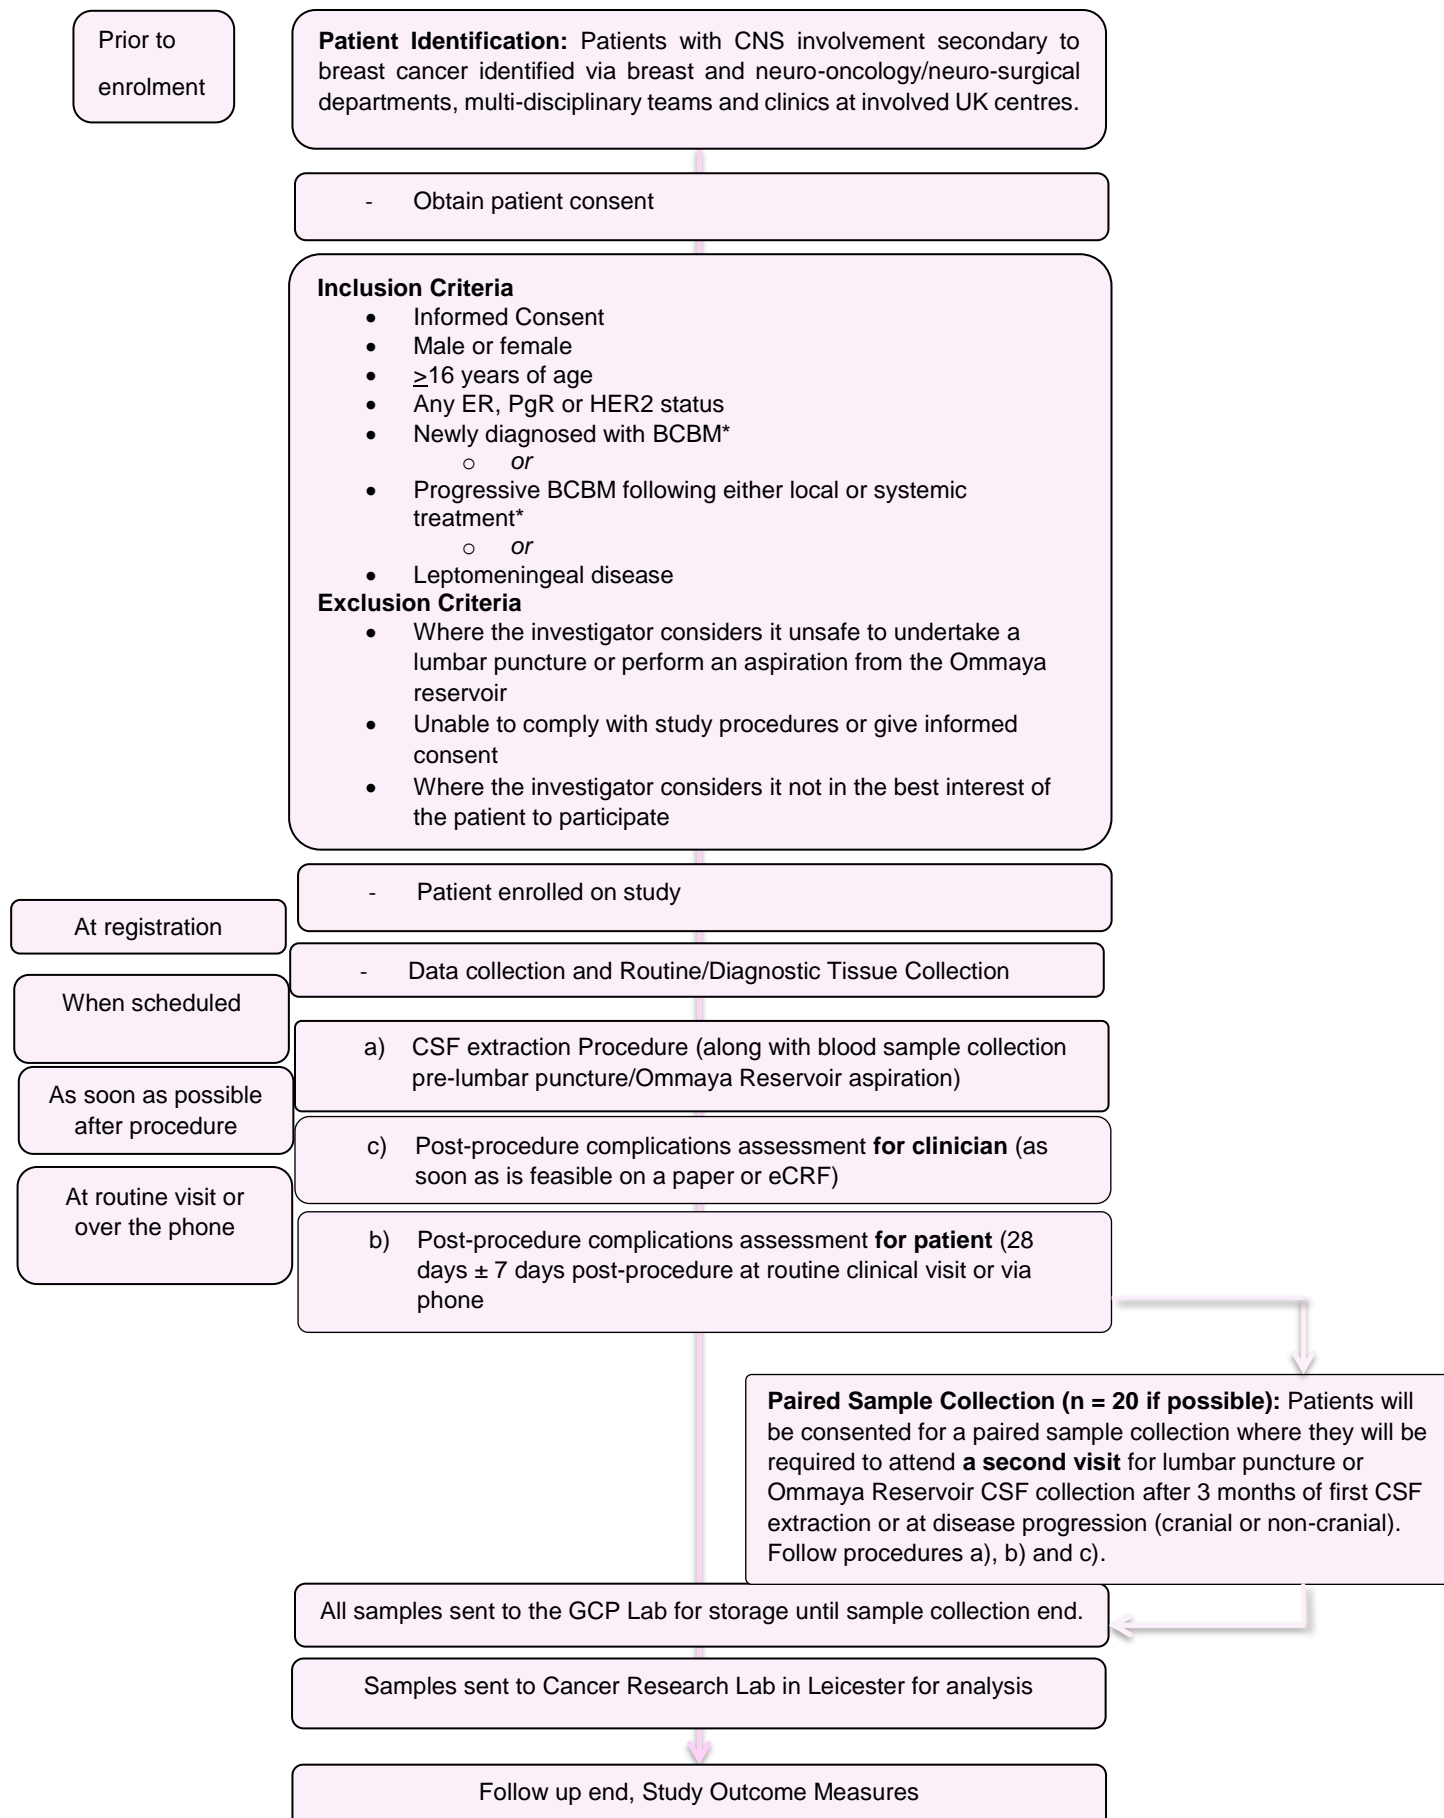 Prior to
enrolment
Patient Identification: Patients with CNS involvement secondary to
breast cancer identified via breast and neuro-oncology/neuro-surgical
departments, multi-disciplinary teams and clinics at involved UK centres.
- Obtain patient consent
Inclusion Criteria
• Informed Consent
• Male or female
• ≥16 years of age
• Any ER, PgR or HER2 status
• Newly diagnosed with BCBM*
o or
• Progressive BCBM following either local or systemic
treatment*
o or
• Leptomeningeal disease
Exclusion Criteria
• Where the investigator considers it unsafe to undertake a
lumbar puncture or perform an aspiration from the Ommaya
reservoir
• Unable to comply with study procedures or give informed
consent
• Where the investigator considers it not in the best interest of
the patient to participate
- Patient enrolled on study
At registration
- Data collection and Routine/Diagnostic Tissue Collection
When scheduled
a) CSF extraction Procedure (along with blood sample collection
pre-lumbar puncture/Ommaya Reservoir aspiration)
As soon as possible
after procedure
c) Post-procedure complications assessment for clinician (as
soon as is feasible on a paper or eCRF)
At routine visit or
over the phone
b) Post-procedure complications assessment for patient (28
days ± 7 days post-procedure at routine clinical visit or via
phone
Paired Sample Collection (n = 20 if possible): Patients will
be consented for a paired sample collection where they will be
required to attend a second visit for lumbar puncture or
Ommaya Reservoir CSF collection after 3 months of first CSF
extraction or at disease progression (cranial or non-cranial).
Follow procedures a), b) and c).
All samples sent to the GCP Lab for storage until sample collection end.
Samples sent to Cancer Research Lab in Leicester for analysis
Follow up end, Study Outcome Measures